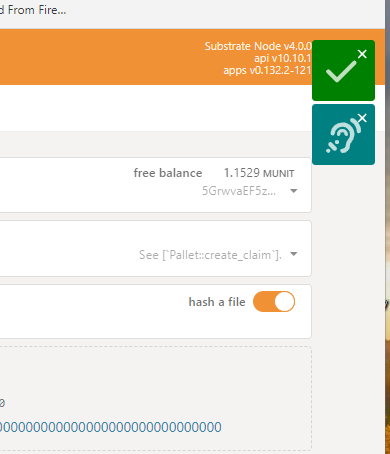 d From Fire...
Substrate Node v4.0.0
api v10.10.1
apps v0.132.2-121
free balance 1.1529 MUNIT
5GrwvaEF5z...
See [`Pallet::create_claim`].
hash a file
0
00000000000000000000000000000000